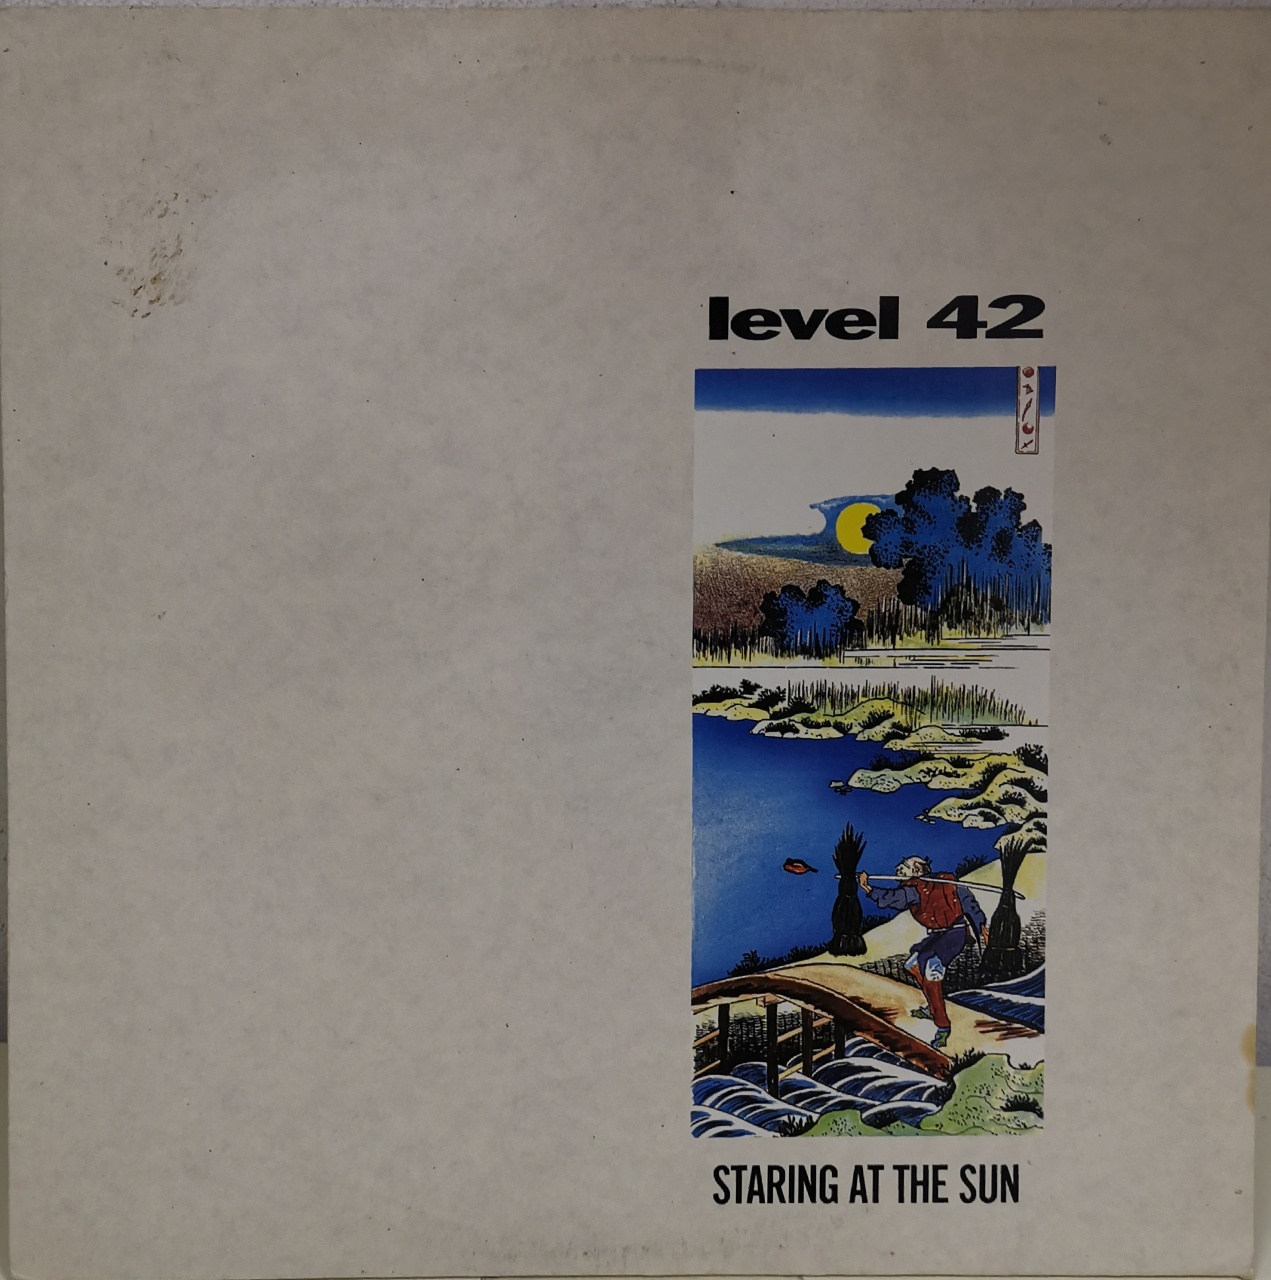 level 42
STARING AT THE SUN